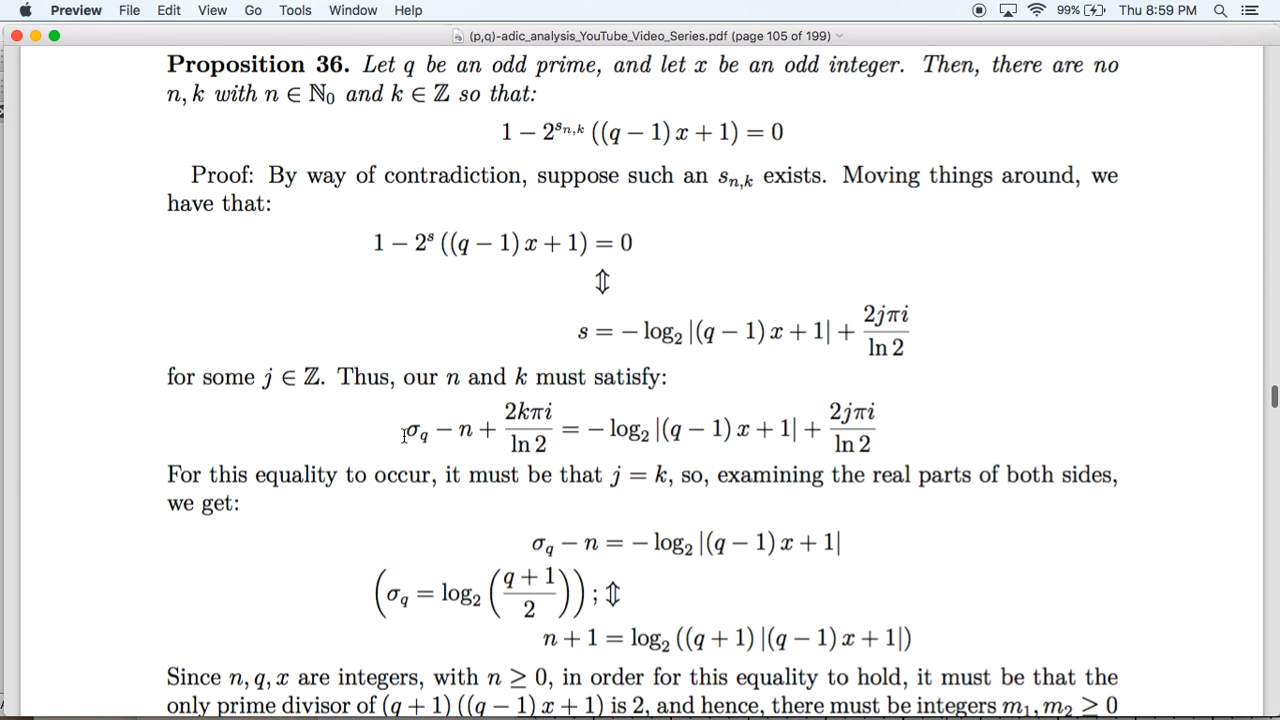 Preview File Edit View Go Tools Window Help 99% Thu 8:59 PM
(p,q)-adic_analysis_YouTube_Video_Series.pdf (page 105 of 199)
Proposition 36. Let q be an odd prime, and let x be an odd integer. Then, there are no
n, k with n ∈ ℕ₀ and k ∈ ℤ so that:
1 − 2^{s_{n,k}} ((q − 1) x + 1) = 0
Proof: By way of contradiction, suppose such an s_{n,k} exists. Moving things around, we
have that:
1 − 2^s ((q − 1) x + 1) = 0
⇕
s = − log₂ |(q − 1) x + 1| + 2jπi / ln 2
for some j ∈ ℤ. Thus, our n and k must satisfy:
σ_q − n + 2kπi / ln 2 = − log₂ |(q − 1) x + 1| + 2jπi / ln 2
For this equality to occur, it must be that j = k, so, examining the real parts of both sides,
we get:
σ_q − n = − log₂ |(q − 1) x + 1|
(σ_q = log₂ ((q + 1) / 2)) ; ⇕
n + 1 = log₂ ((q + 1) |(q − 1) x + 1|)
Since n, q, x are integers, with n ≥ 0, in order for this equality to hold, it must be that the
only prime divisor of (q + 1) ((q − 1) x + 1) is 2, and hence, there must be integers m₁, m₂ ≥ 0